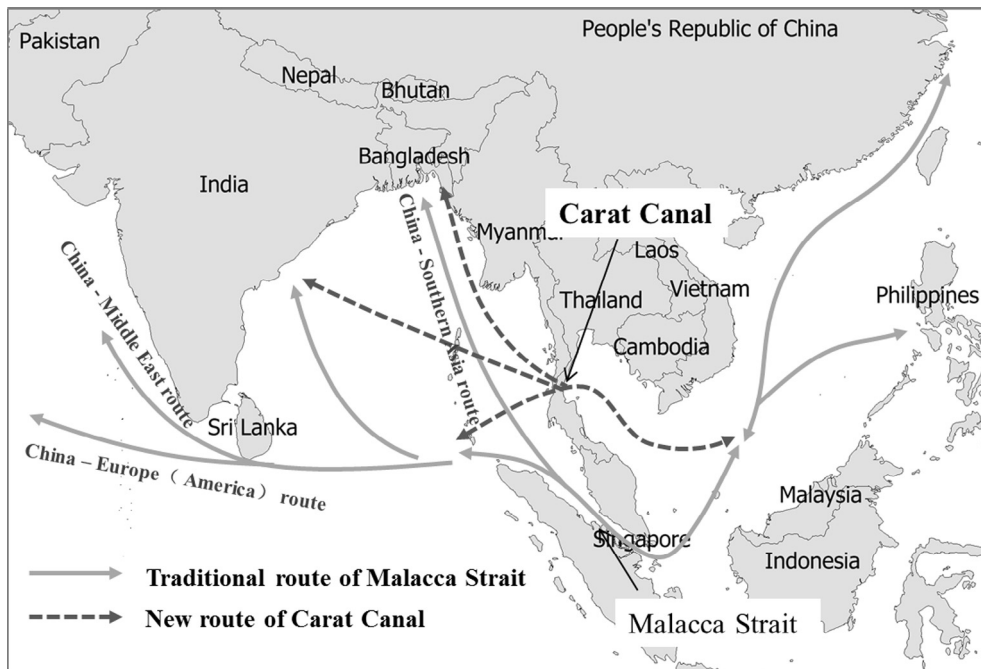 Pakistan
People's Republic of China
Nepal
Bhutan
Bangladesh
India
Carat Canal
Myanmar
Laos
Thailand
Vietnam
Philippines
Cambodia
China - Southern Asia route
China - Middle East route
Sri Lanka
China – Europe（America）route
Malaysia
Singapore
Indonesia
Traditional route of Malacca Strait
New route of Carat Canal
Malacca Strait